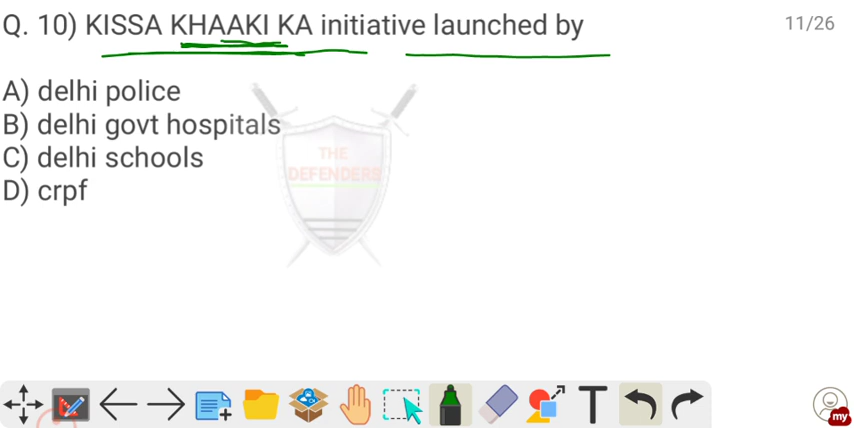 Q. 10) KISSA KHAAKI KA initiative launched by
11/26
A) delhi police
B) delhi govt hospitals
C) delhi schools
D) crpf
THE
DEFENDERS
T
my